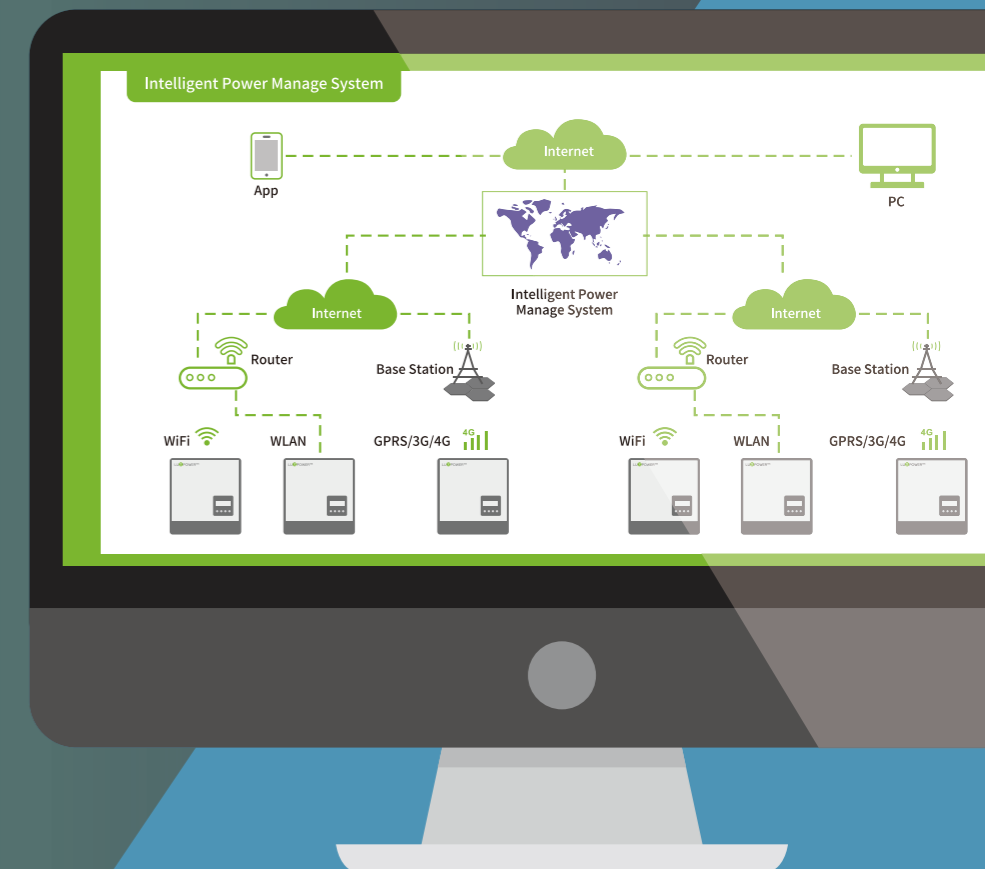 Intelligent Power Manage System
Internet
App
PC
Intelligent Power
Manage System
Internet
Internet
Router
Base Station
Router
Base Station
WiFi
WLAN
GPRS/3G/4G
4G
WiFi
WLAN
GPRS/3G/4G
4G